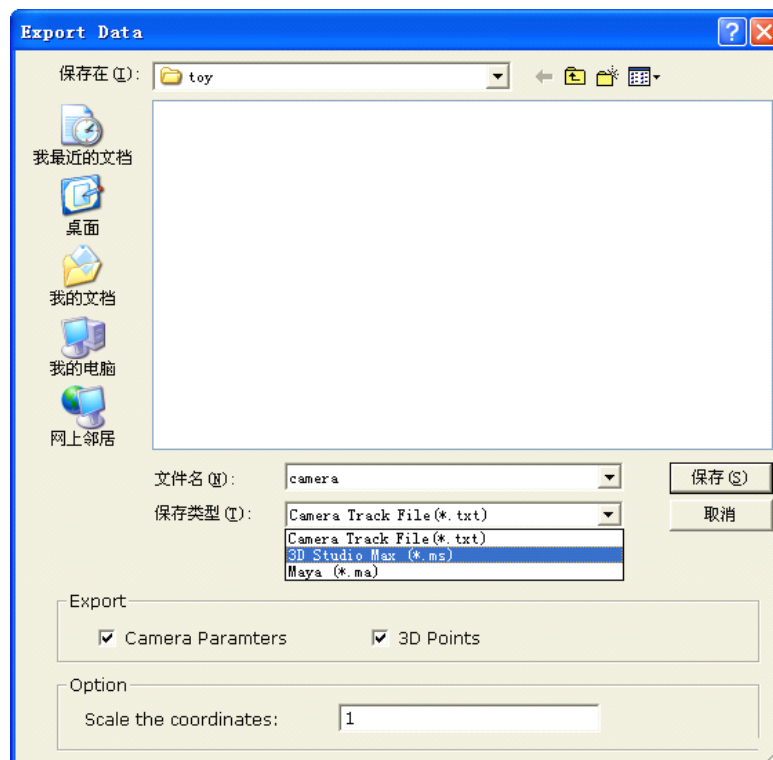 Export Data
保存在(I):
toy
我最近的文档
桌面
我的文档
我的电脑
网上邻居
文件名(N):
camera
保存(S)
保存类型(T):
Camera Track File(*.txt)
取消
Camera Track File(*.txt)
3D Studio Max (*.ms)
Maya (*.ma)
Export
Camera Paramters
3D Points
Option
Scale the coordinates:
1